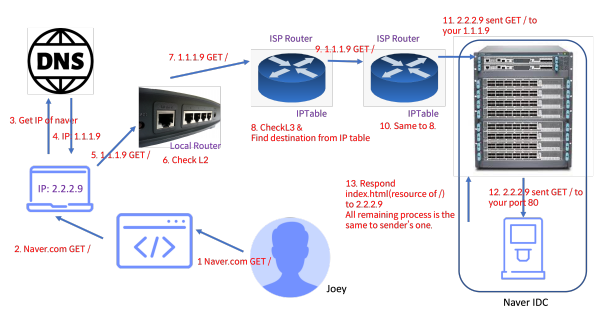 11. 2.2.2.9 sent GET / to
your 1.1.1.9
ISP Router
ISP Router
9. 1.1.1.9 GET /
7. 1.1.1.9 GET /
DNS
IPTable
IPTable
3. Get IP of naver
8. CheckL3 &
Find destination from IP table
10. Same to 8.
4. IP: 1.1.1.9
Local Router
5. 1.1.1.9 GET /
6. Check L2
IP: 2.2.2.9
13. Respond
index.html(resource of /)
to 2.2.2.9
All remaining process is the
same to sender's one.
12. 2.2.2.9 sent GET / to
your port 80
2. Naver.com GET /
1 Naver.com GET /
Joey
Naver IDC